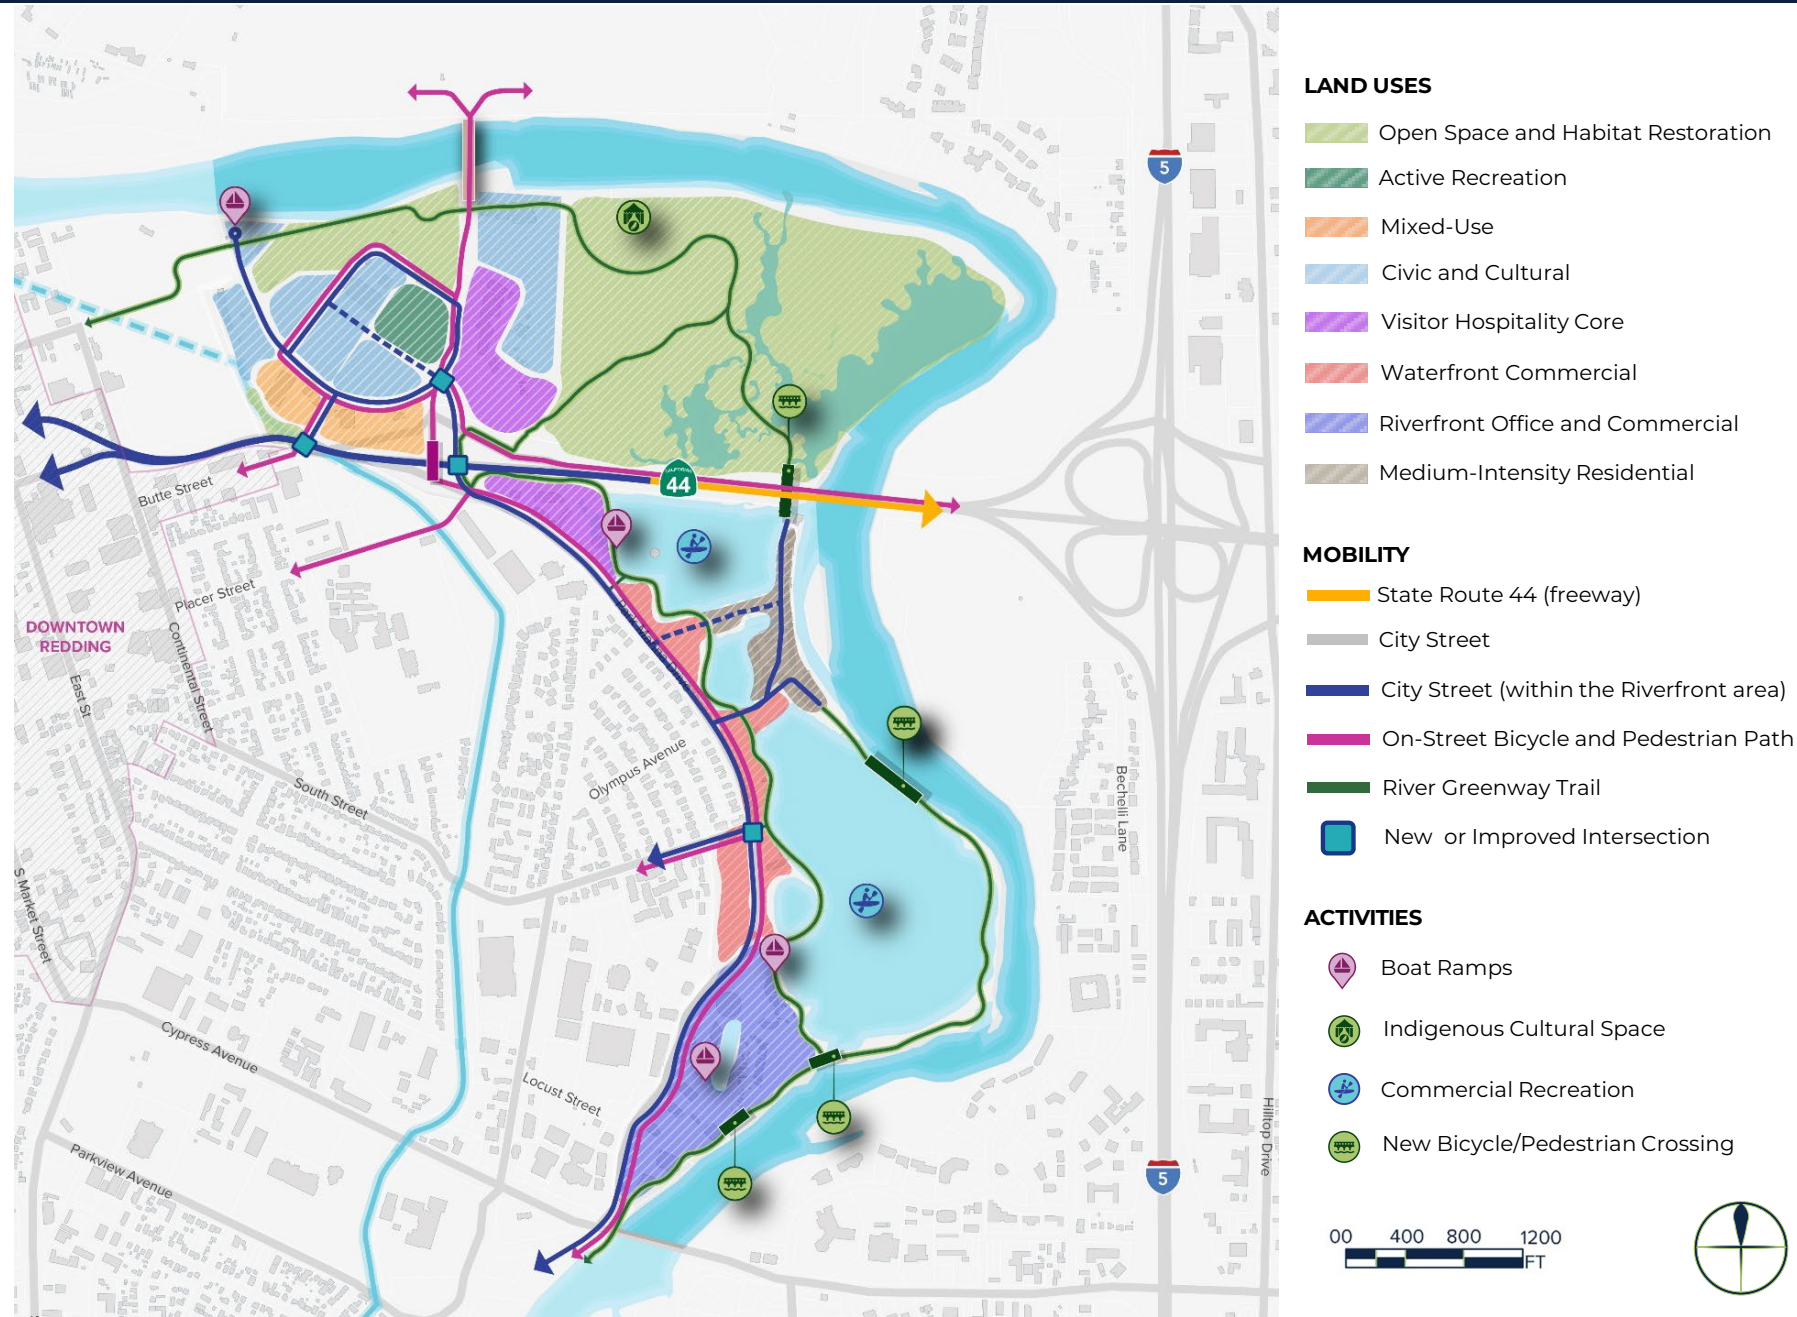 LAND USES
Open Space and Habitat Restoration
Active Recreation
Mixed-Use
Civic and Cultural
Visitor Hospitality Core
Waterfront Commercial
Riverfront Office and Commercial
Medium-Intensity Residential
MOBILITY
State Route 44 (freeway)
City Street
City Street (within the Riverfront area)
On-Street Bicycle and Pedestrian Path
River Greenway Trail
New or Improved Intersection
ACTIVITIES
Boat Ramps
Indigenous Cultural Space
Commercial Recreation
New Bicycle/Pedestrian Crossing
00 400 800 1200
FT
5
44
Butte Street
Placer Street
DOWNTOWN
REDDING
Continental Street
East St
Park Marina Drive
Olympus Avenue
South Street
Bechelli Lane
S Market Street
Cypress Avenue
Locust Street
Parkview Avenue
Hilltop Drive
5